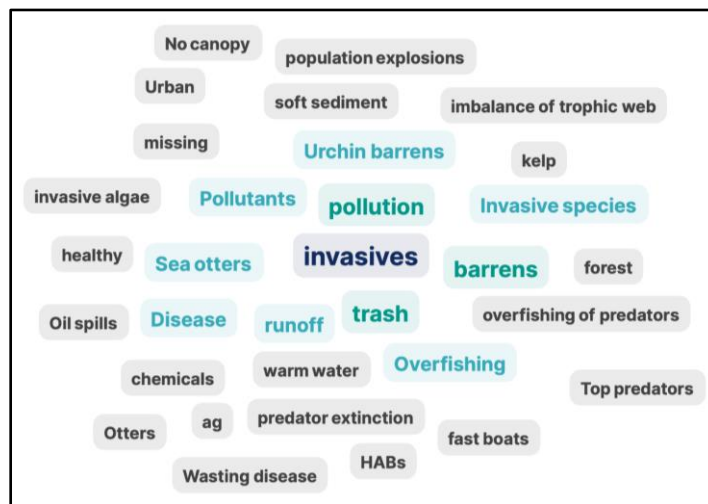 No canopy
population explosions
Urban
soft sediment
imbalance of trophic web
missing
Urchin barrens
kelp
invasive algae
Pollutants
pollution
Invasive species
healthy
Sea otters
invasives
barrens
forest
Oil spills
Disease
runoff
trash
overfishing of predators
chemicals
warm water
Overfishing
Top predators
Otters
ag
predator extinction
fast boats
Wasting disease
HABs